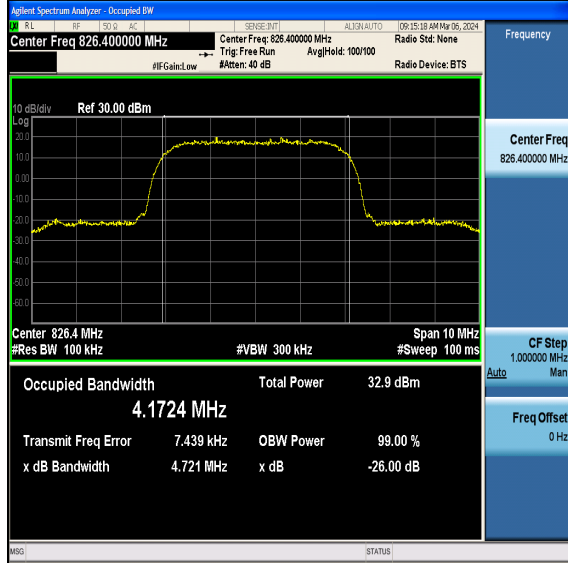 Agilent Spectrum Analyzer - Occupied BW
RL RF 50 Ω AC SENSE:INT ALIGN AUTO 09:15:18 AM Mar 06, 2024
Center Freq 826.400000 MHz
Center Freq: 826.400000 MHz Radio Std: None
Trig: Free Run Avg|Hold: 100/100
#IFGain:Low #Atten: 40 dB Radio Device: BTS
Frequency
10 dB/div Ref 30.00 dBm
Log
20.0
10.0
0.00
-10.0
-20.0
-30.0
-40.0
-50.0
-60.0
Center Freq
826.400000 MHz
Center 826.4 MHz Span 10 MHz
#Res BW 100 kHz #VBW 300 kHz #Sweep 100 ms
CF Step
1.000000 MHz
Auto Man
Freq Offset
0 Hz
Occupied Bandwidth Total Power 32.9 dBm
4.1724 MHz
Transmit Freq Error 7.439 kHz OBW Power 99.00 %
x dB Bandwidth 4.721 MHz x dB -26.00 dB
MSG STATUS